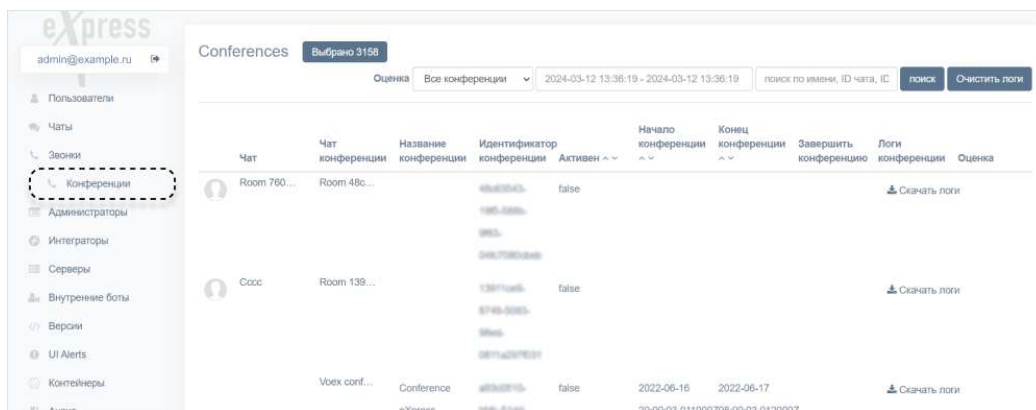 eXpress
admin@example.ru
Пользователи
Чаты
Звонки
Конференции
Администраторы
Интеграторы
Серверы
Внутренние боты
Версии
UI Alerts
Контейнеры
Conferences Выбрано 3158
Оценка Все конференции 2024-03-12 13:36:19 - 2024-03-12 13:36:19 поиск по имени, ID чата, ID поиск Очистить логи
Чат
Чат конференции
Название конференции
Идентификатор конференции
Активен
Начало конференции
Конец конференции
Завершить конференцию
Логи конференции
Оценка
Room 760... Room 48c... false Скачать логи
Cccc Room 139... false Скачать логи
Voex conf... Conference false 2022-06-16 2022-06-17 Скачать логи
eXpress